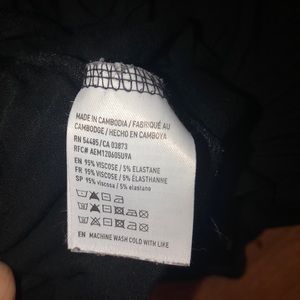 MADE IN CAMBODIA / FABRIQUÉ AU
CAMBODGE / HECHO EN CAMBOYA
RN 54485/CA 03873
RFC# AEM120605U9A
EN 95% VISCOSE / 5% ELASTANE
FR 95% VISCOSE / 5% ÉLASTHANNE
SP 95% viscosa / 5% elastano
EN MACHINE WASH COLD WITH LIKE